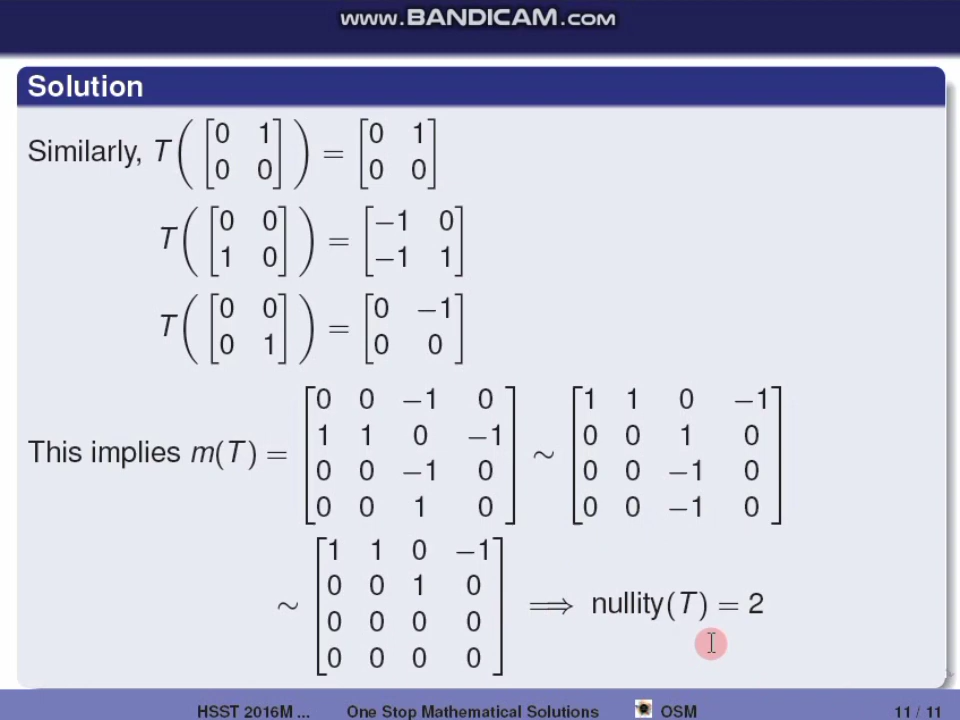 www.BANDICAM.com
Solution
Similarly, T([0 1; 0 0]) = [0 1; 0 0]
T([0 0; 1 0]) = [−1 0; −1 1]
T([0 0; 0 1]) = [0 −1; 0 0]
This implies m(T) = [0 0 −1 0; 1 1 0 −1; 0 0 −1 0; 0 0 1 0] ∼ [1 1 0 −1; 0 0 1 0; 0 0 −1 0; 0 0 −1 0]
∼ [1 1 0 −1; 0 0 1 0; 0 0 0 0; 0 0 0 0] ⟹ nullity(T) = 2
HSST 2016M ... One Stop Mathematical Solutions OSM 11 / 11